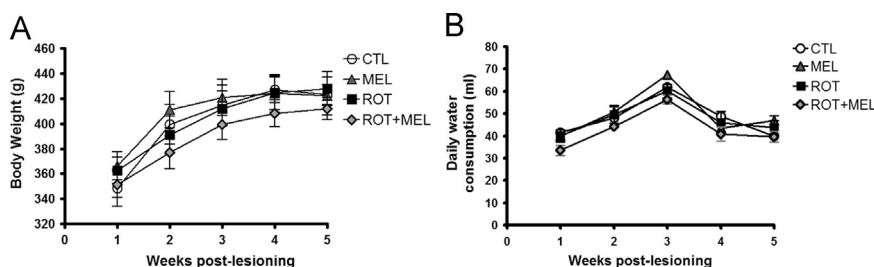 A
Body Weight (g)
460
440
420
400
380
360
340
320
0
1
2
3
4
5
Weeks post-lesioning
CTL
MEL
ROT
ROT+MEL
B
Daily water
consumption (ml)
80
70
60
50
40
30
20
10
0
0
1
2
3
4
5
Weeks post-lesioning
CTL
MEL
ROT
ROT+MEL